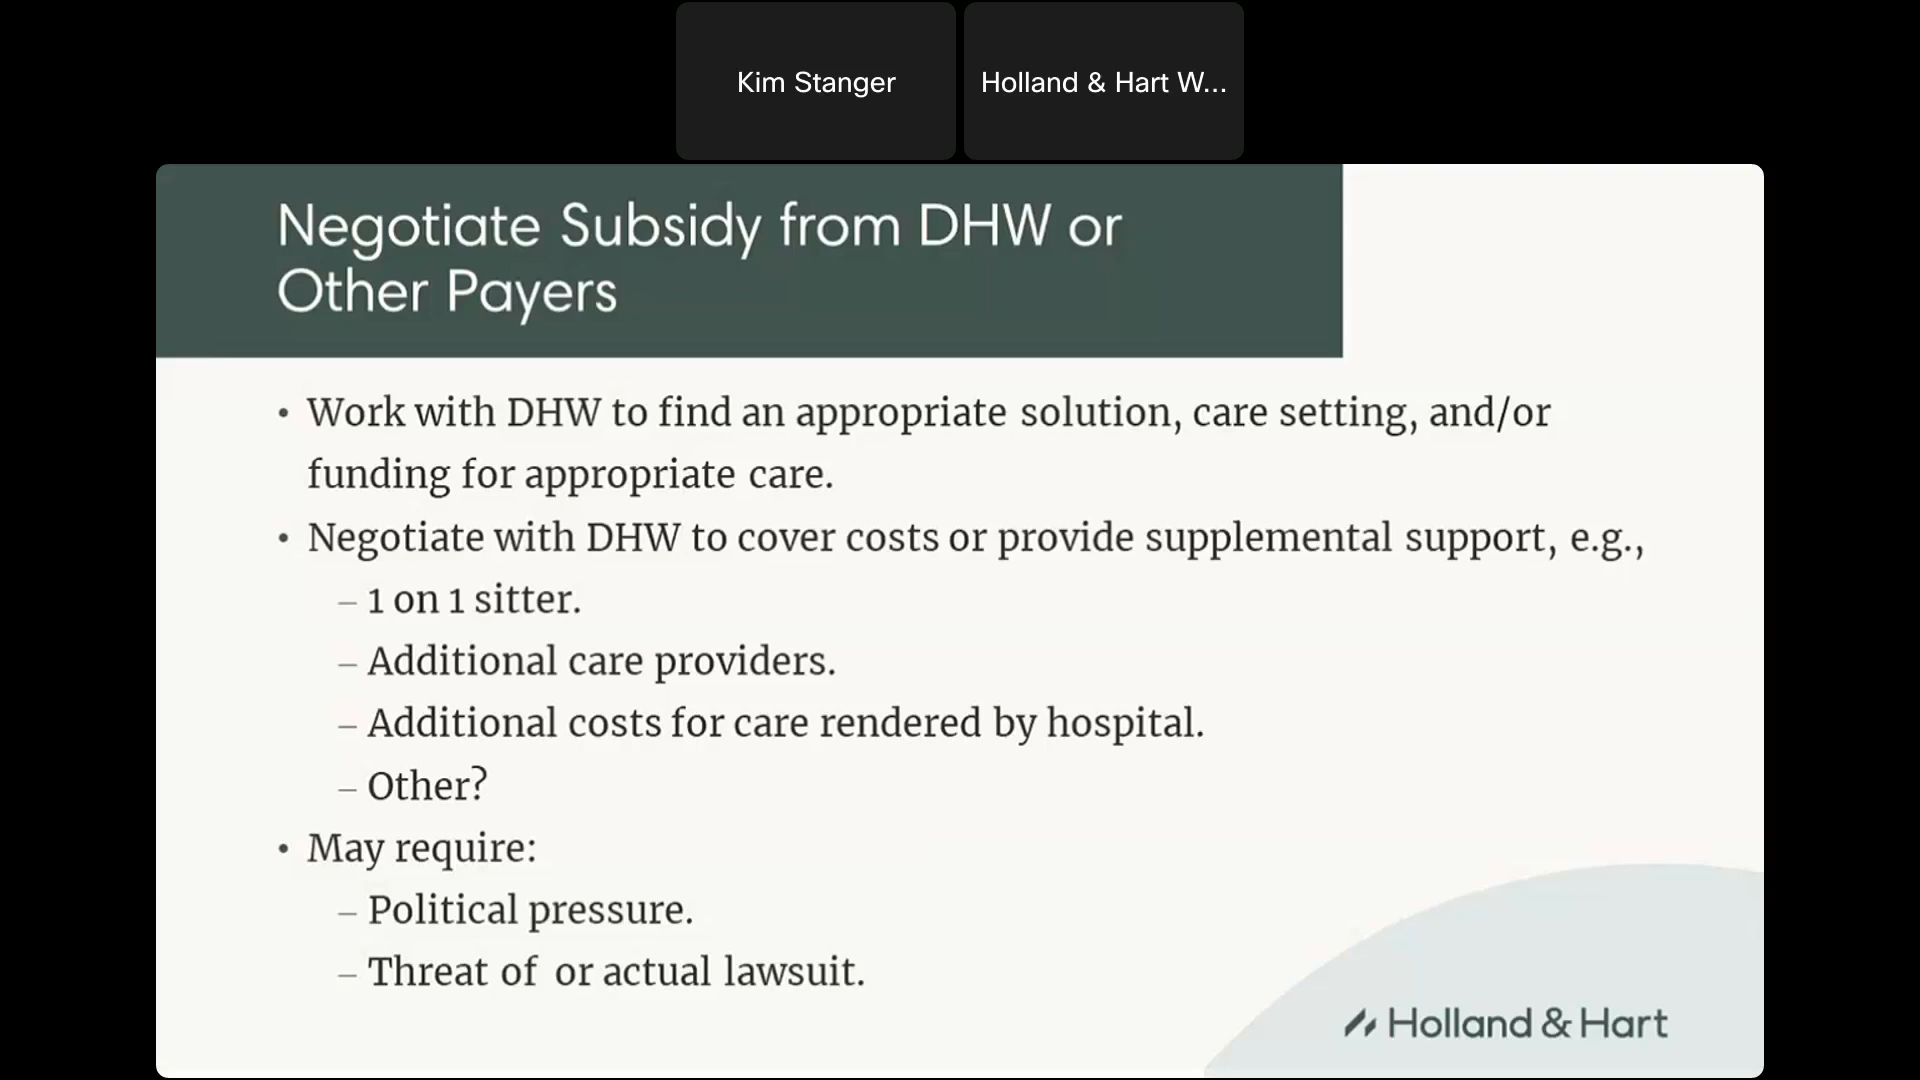 Kim Stanger
Holland & Hart W...
Negotiate Subsidy from DHW or
Other Payers
• Work with DHW to find an appropriate solution, care setting, and/or
funding for appropriate care.
• Negotiate with DHW to cover costs or provide supplemental support, e.g.,
– 1 on 1 sitter.
– Additional care providers.
– Additional costs for care rendered by hospital.
– Other?
• May require:
– Political pressure.
– Threat of or actual lawsuit.
Holland & Hart